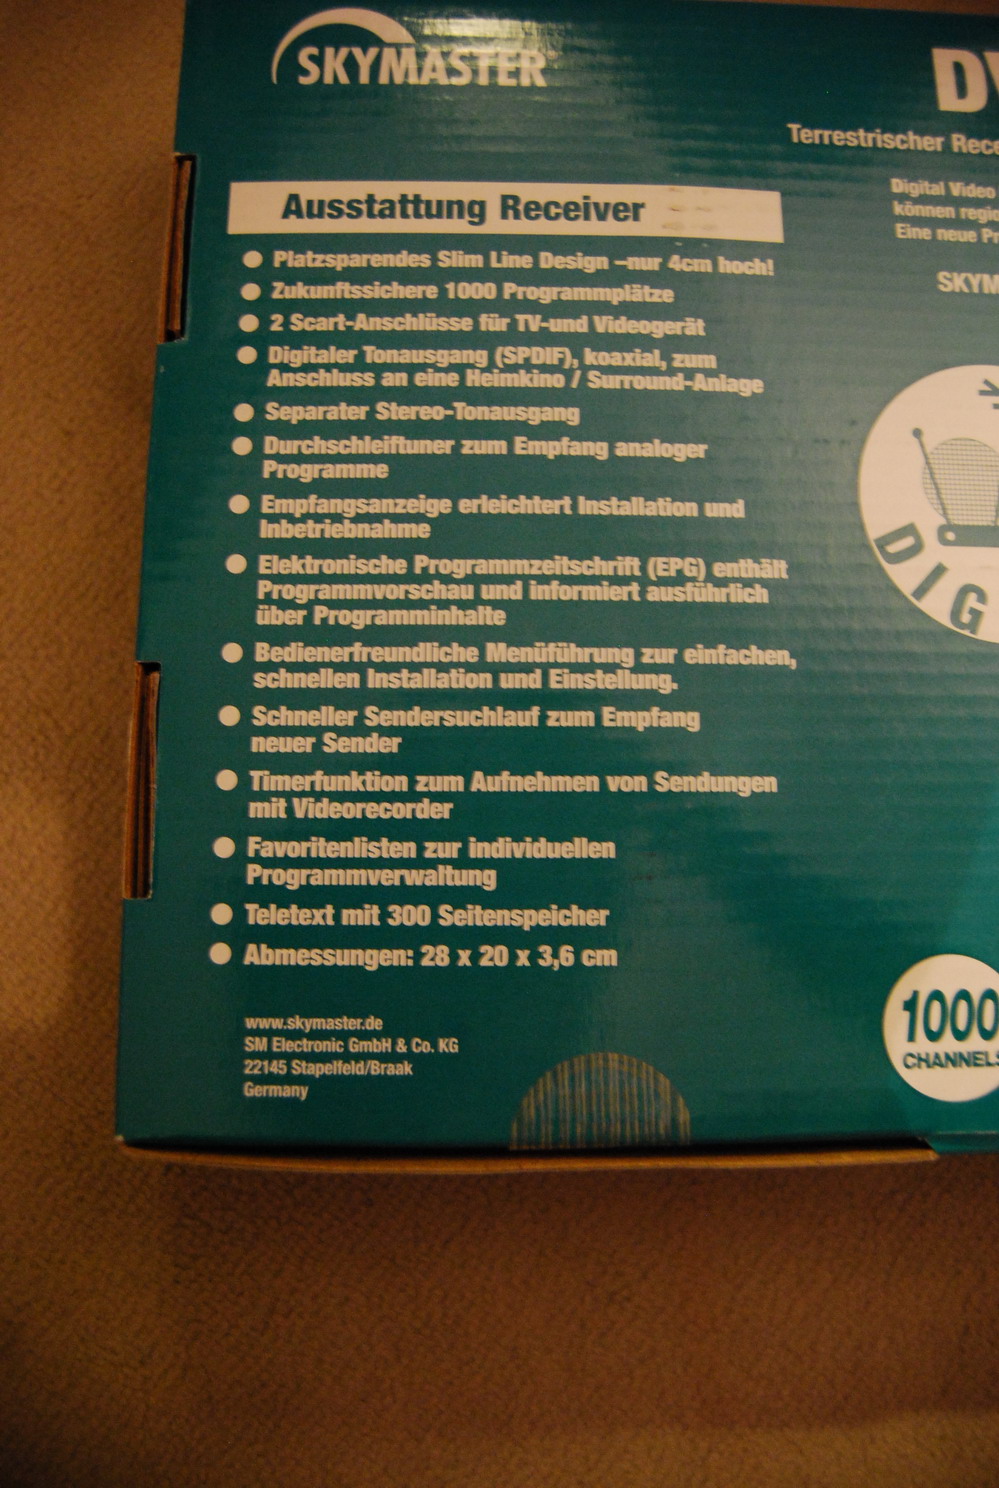 SKYMASTER
Ausstattung Receiver
Platzsparendes Slim Line Design –nur 4cm hoch!
Zukunftssichere 1000 Programmplätze
2 Scart-Anschlüsse für TV-und Videogerät
Digitaler Tonausgang (SPDIF), koaxial, zum
Anschluss an eine Heimkino / Surround-Anlage
Separater Stereo-Tonausgang
Durchschleiftuner zum Empfang analoger
Programme
Empfangsanzeige erleichtert Installation und
Inbetriebnahme
Elektronische Programmzeitschrift (EPG) enthält
Programmvorschau und informiert ausführlich
über Programminhalte
Bedienerfreundliche Menüführung zur einfachen,
schnellen Installation und Einstellung.
Schneller Sendersuchlauf zum Empfang
neuer Sender
Timerfunktion zum Aufnehmen von Sendungen
mit Videorecorder
Favoritenlisten zur individuellen
Programmverwaltung
Teletext mit 300 Seitenspeicher
Abmessungen: 28 x 20 x 3,6 cm
www.skymaster.de
SM Electronic GmbH & Co. KG
22145 Stapelfeld/Braak
Germany
Terrestrischer
Digital Video
können
Eine neue
DIG
1000
CHANNELS